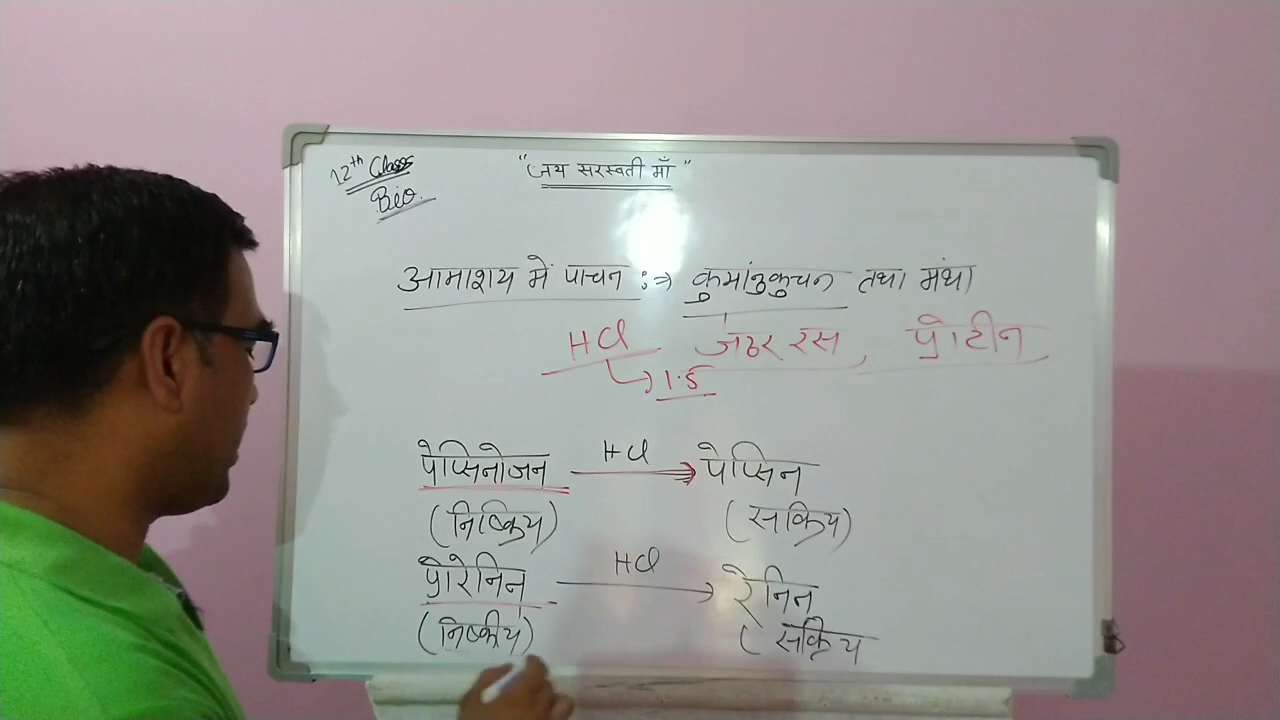 12th Class
Bio.
"जय सरस्वती माँ"
आमाशय में पाचन :⇒ क्रुमांनुकुचन तथा मंथा
HCl जठर रस, प्रोटीन
↳ 1.5
पेप्सिनोजन HCl → पेप्सिन
(निष्क्रिय) (सक्रिय)
प्रोरेनिन HCl → रेनिन
(निष्क्रीय) (सक्रिय